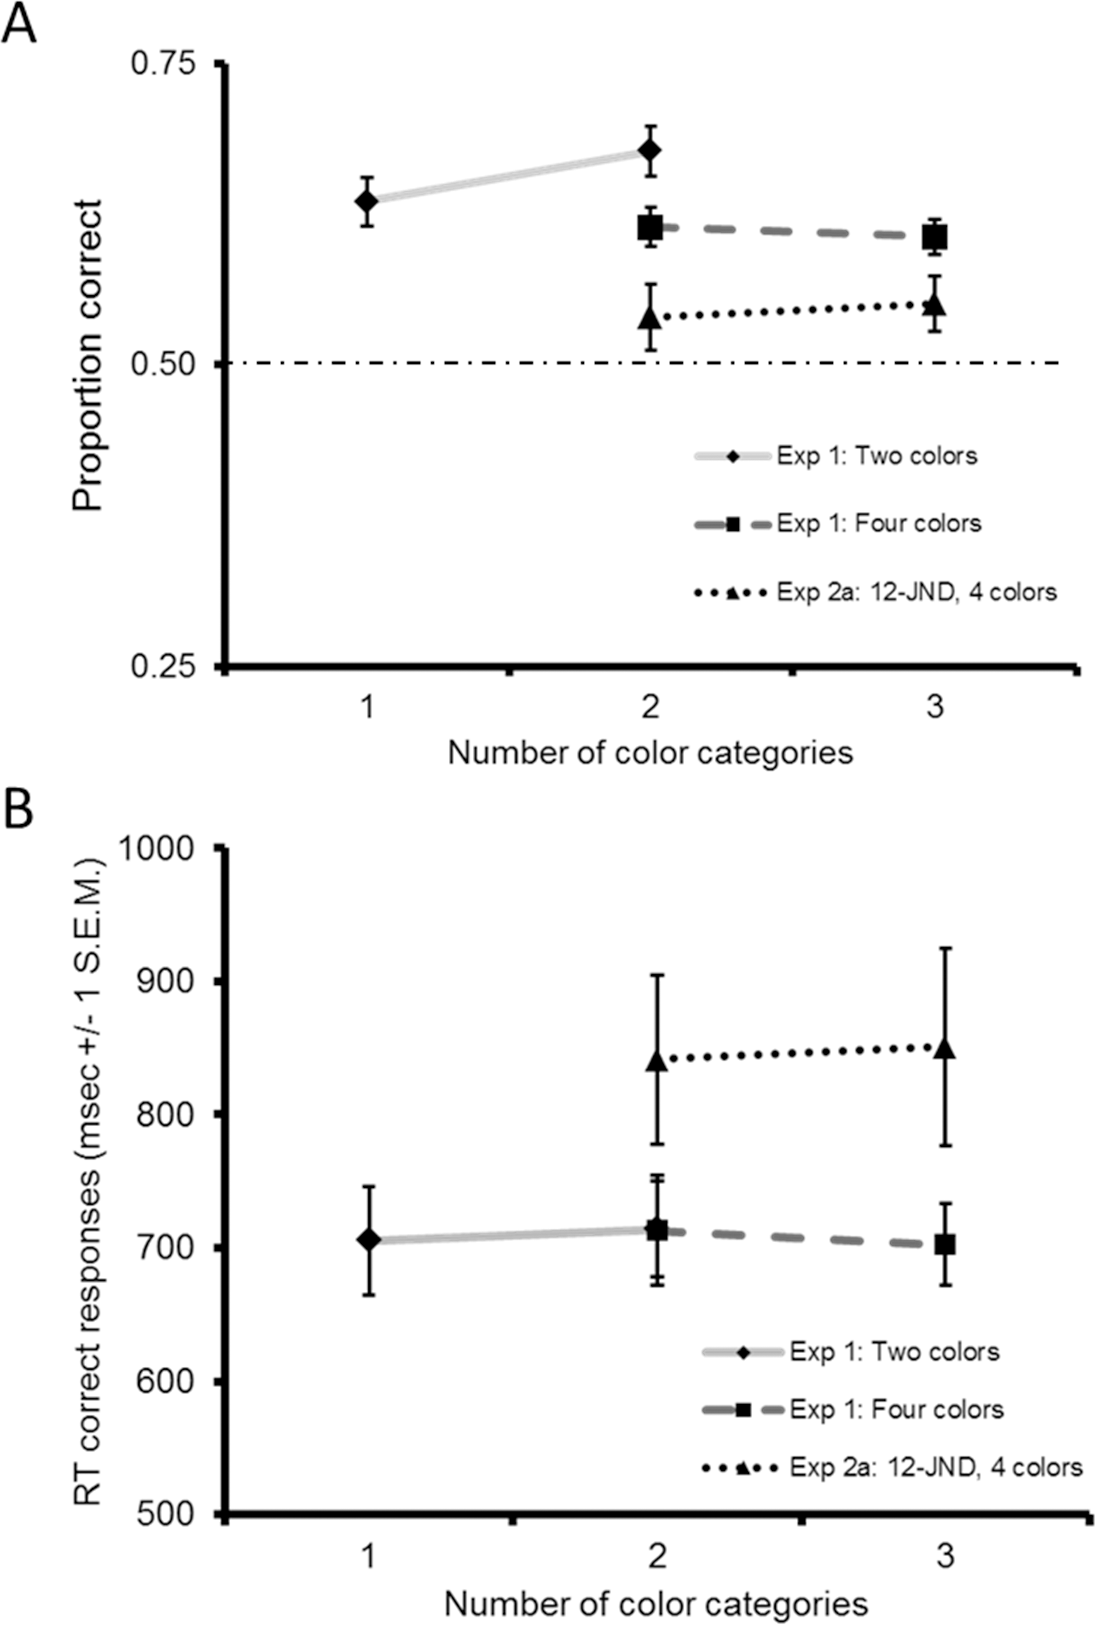 A
0.75
0.50
0.25
Proportion correct
Exp 1: Two colors
Exp 1: Four colors
Exp 2a: 12-JND, 4 colors
1 2 3
Number of color categories
B
1000
900
800
700
600
500
RT correct responses (msec +/- 1 S.E.M.)
Exp 1: Two colors
Exp 1: Four colors
Exp 2a: 12-JND, 4 colors
1 2 3
Number of color categories